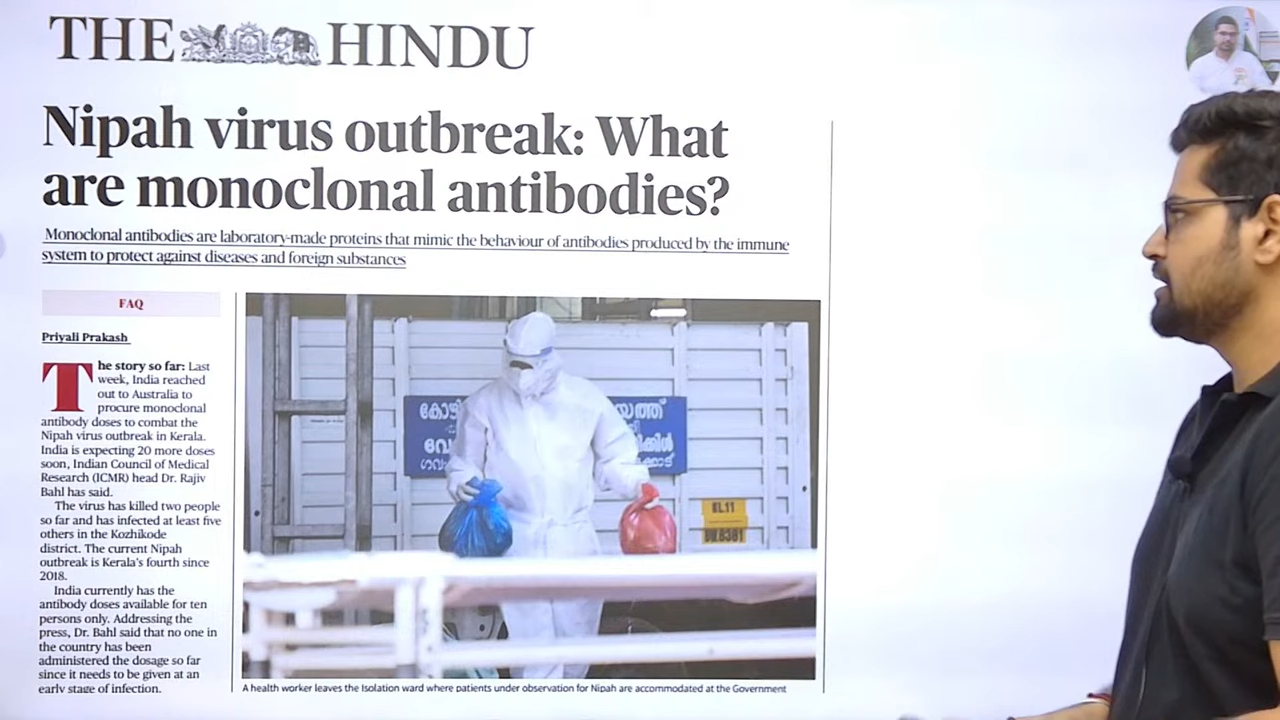 THE HINDU
Nipah virus outbreak: What
are monoclonal antibodies?
Monoclonal antibodies are laboratory-made proteins that mimic the behaviour of antibodies produced by the immune
system to protect against diseases and foreign substances
FAQ
Priyali Prakash
The story so far: Last
week, India reached
out to Australia to
procure monoclonal
antibody doses to combat the
Nipah virus outbreak in Kerala.
India is expecting 20 more doses
soon, Indian Council of Medical
Research (ICMR) head Dr. Rajiv
Bahl has said.
The virus has killed two people
so far and has infected at least five
others in the Kozhikode
district. The current Nipah
outbreak is Kerala's fourth since
2018.
India currently has the
antibody doses available for ten
persons only. Addressing the
press, Dr. Bahl said that no one in
the country has been
administered the dosage so far
since it needs to be given at an
early stage of infection.
KL11
A health worker leaves the Isolation ward where patients under observation for Nipah are accommodated at the Government